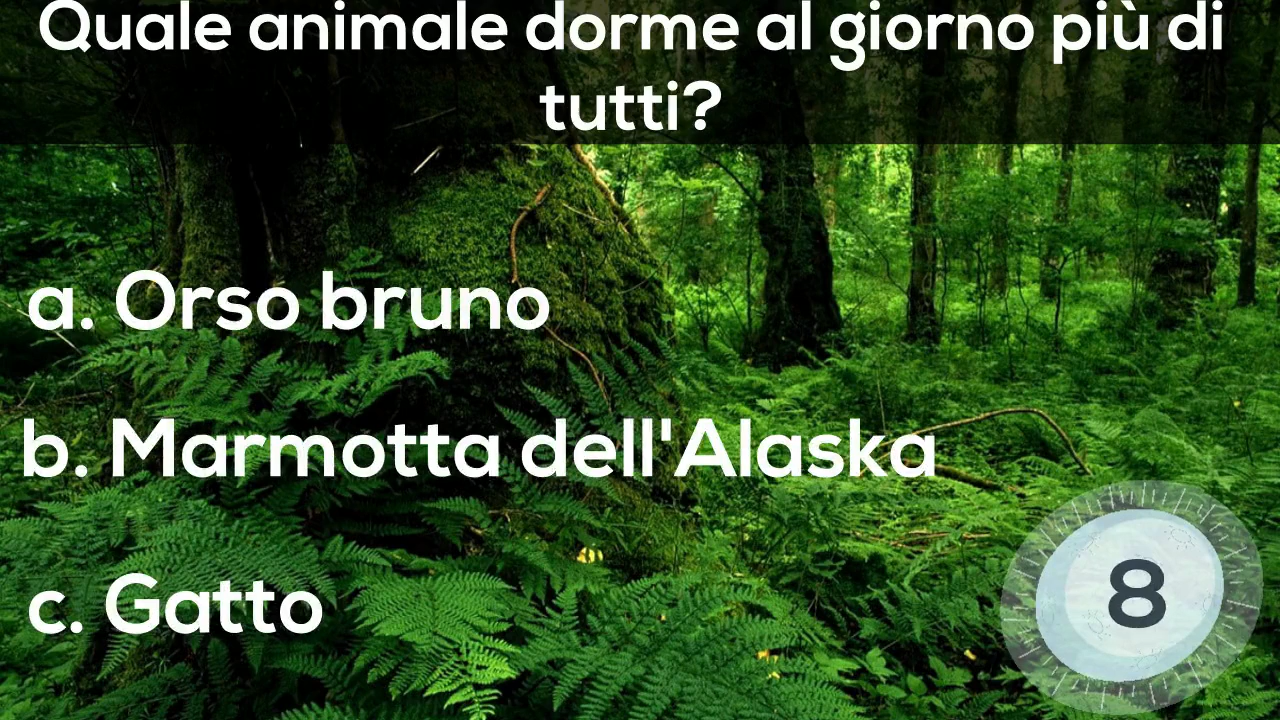 Quale animale dorme al giorno più di
tutti?
a. Orso bruno
b. Marmotta dell'Alaska
c. Gatto
8